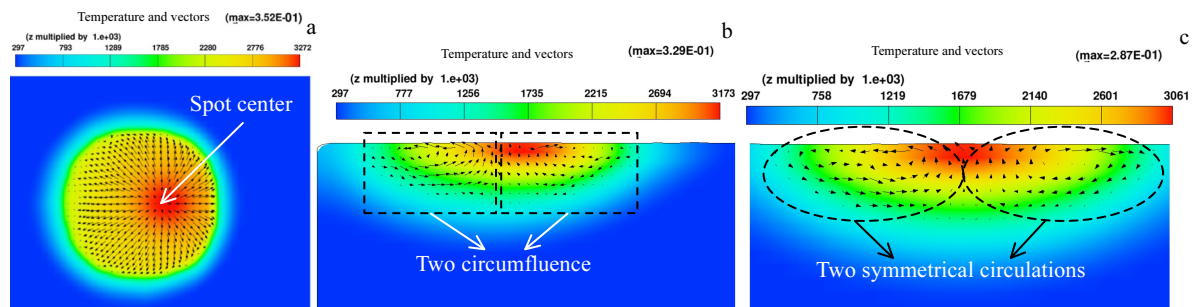 Temperature and vectors
(max=3.52E-01)
a
(z multiplied by 1.e+03)
297 793 1289 1785 2280 2776 3272
Spot center
b
Temperature and vectors
(max=3.29E-01)
(z multiplied by 1.e+03)
297 777 1256 1735 2215 2694 3173
Two circumfluence
c
Temperature and vectors
(max=2.87E-01)
(z multiplied by 1.e+03)
297 758 1219 1679 2140 2601 3061
Two symmetrical circulations